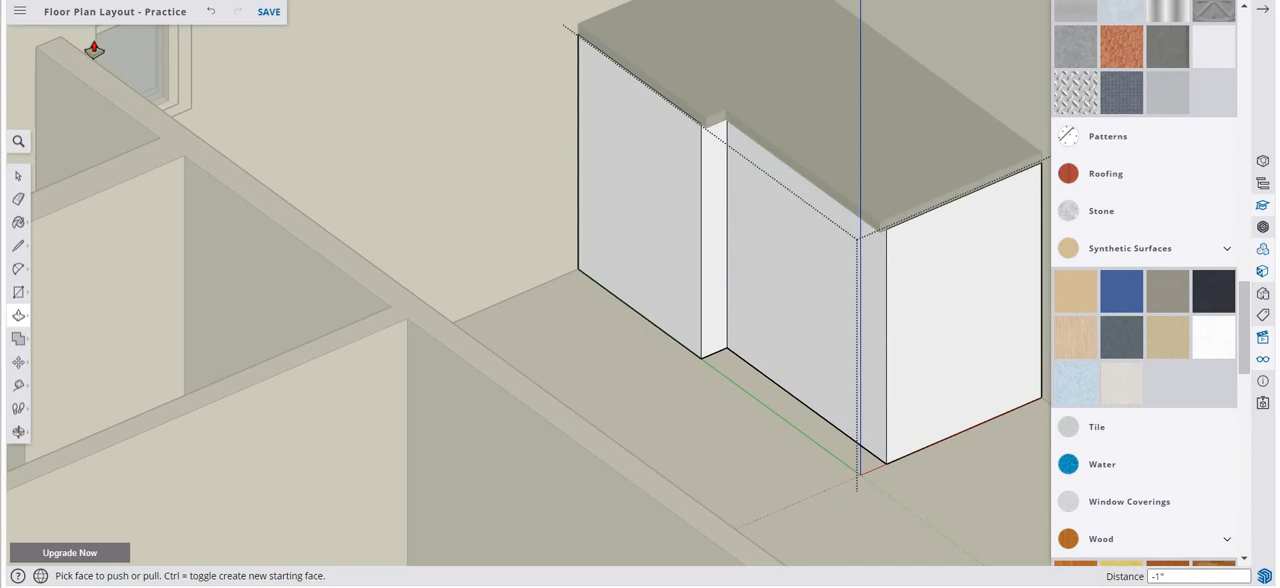 Floor Plan Layout - Practice
SAVE
Patterns
Roofing
Stone
Synthetic Surfaces
Tile
Water
Window Coverings
Wood
Upgrade Now
Pick face to push or pull. Ctrl = toggle create new starting face.
Distance -1"